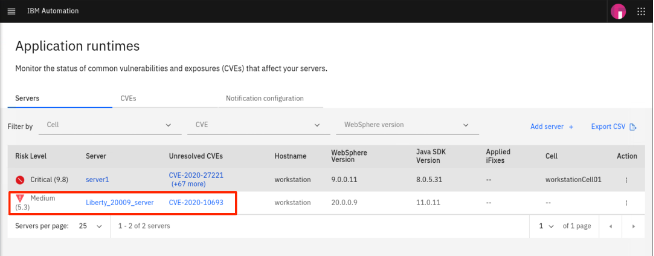 IBM Automation
Application runtimes
Monitor the status of common vulnerabilities and exposures (CVEs) that affect your servers.
Servers CVEs Notification configuration
Filter by Cell CVE WebSphere version Add server + Export CSV
Risk Level Server Unresolved CVEs Hostname WebSphere Version Java SDK Version Applied iFixes Cell Action
Critical (9.8) server1 CVE-2020-27221 (+67 more) workstation 9.0.0.11 8.0.5.31 -- workstationCell01
Medium (5.3) Liberty_20009_server CVE-2020-10693 workstation 20.0.0.9 11.0.11 -- --
Servers per page: 25 1 - 2 of 2 servers 1 of 1 page